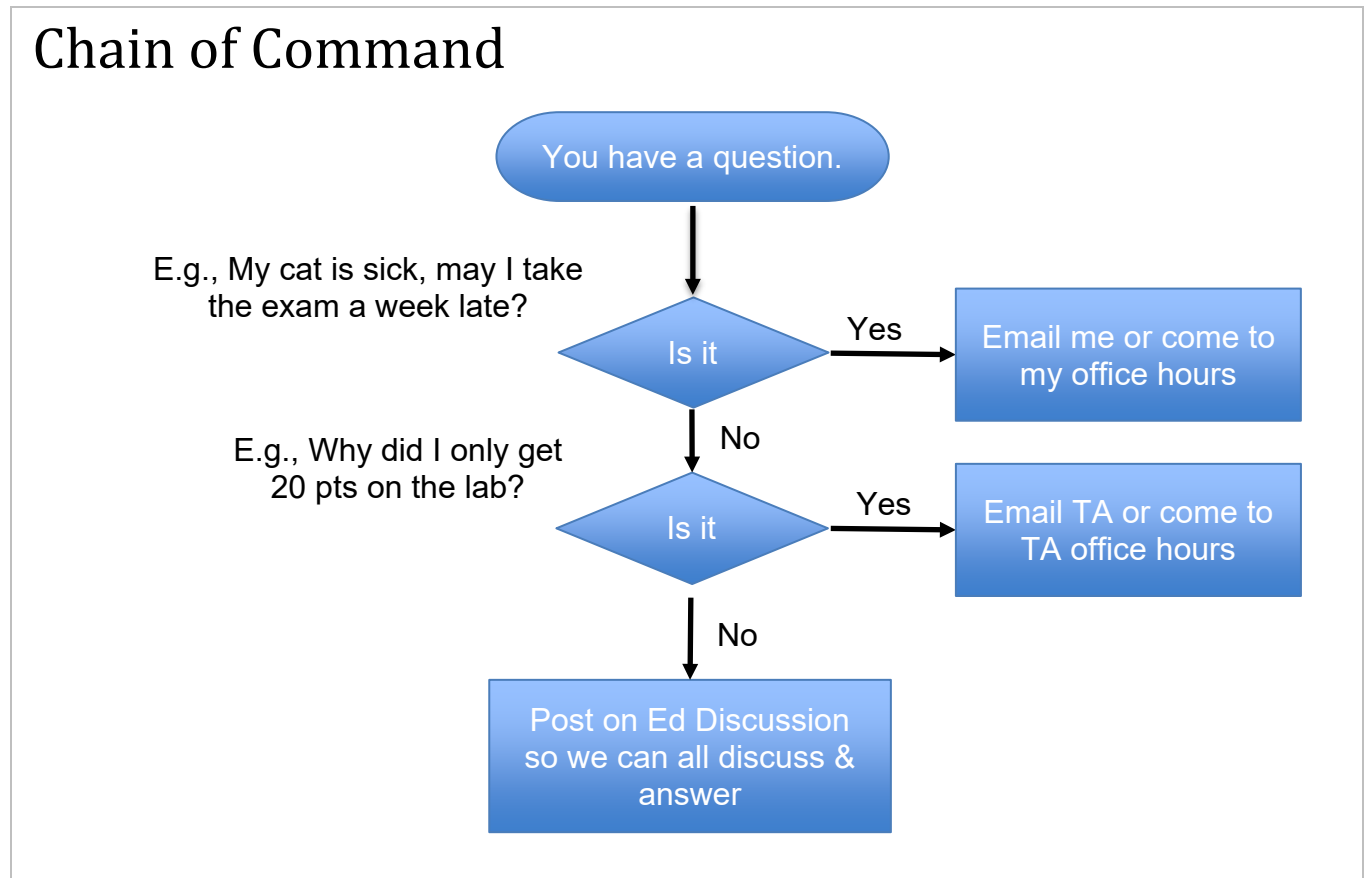 Chain of Command
You have a question.
E.g., My cat is sick, may I take
the exam a week late?
Is it
Yes
Email me or come to
my office hours
No
E.g., Why did I only get
20 pts on the lab?
Is it
Yes
Email TA or come to
TA office hours
No
Post on Ed Discussion
so we can all discuss &
answer